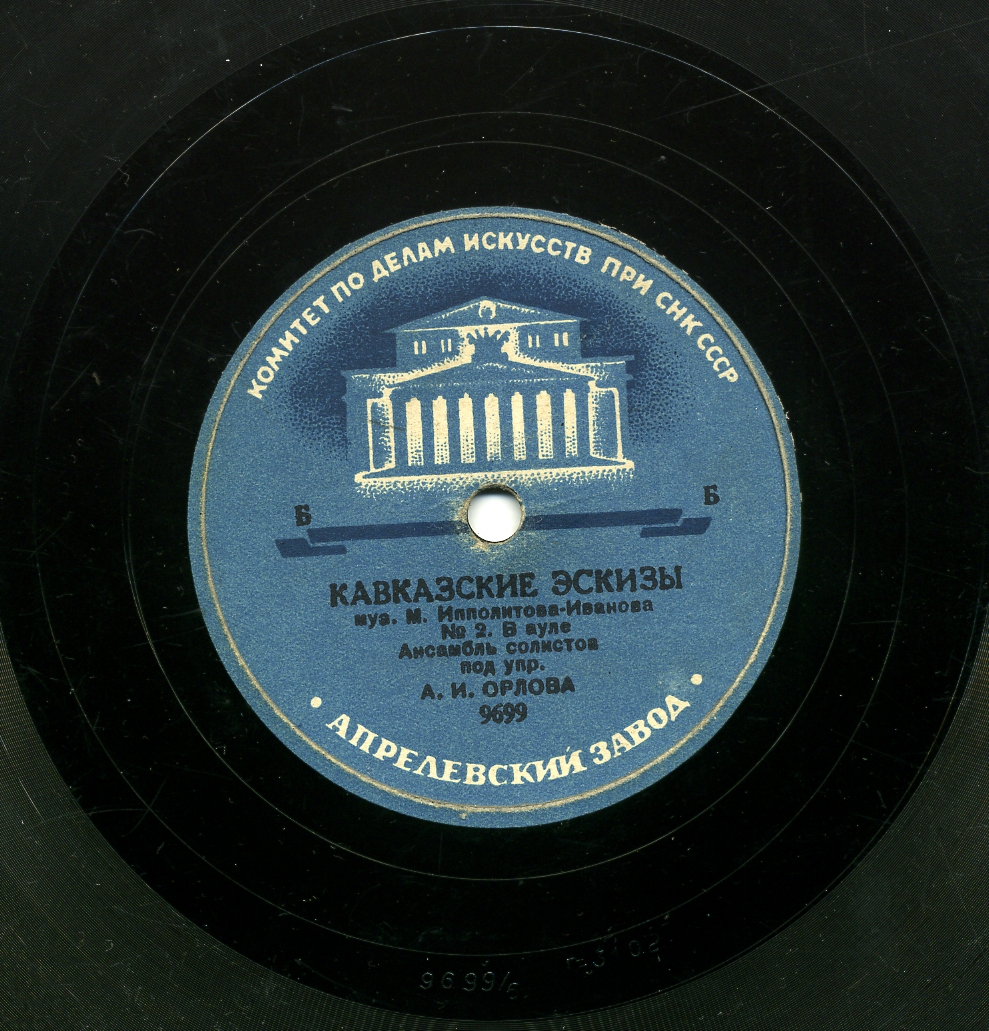 КОМИТЕТ ПО ДЕЛАМ ИСКУССТВ ПРИ СНК СССР
Б Б
КАВКАЗСКИЕ ЭСКИЗЫ
муз. М. Ипполитова-Иванова
№ 2. В ауле
Ансамбль солистов
под упр.
А. И. ОРЛОВА
9699
• АПРЕЛЕВСКИЙ ЗАВОД •
9699/